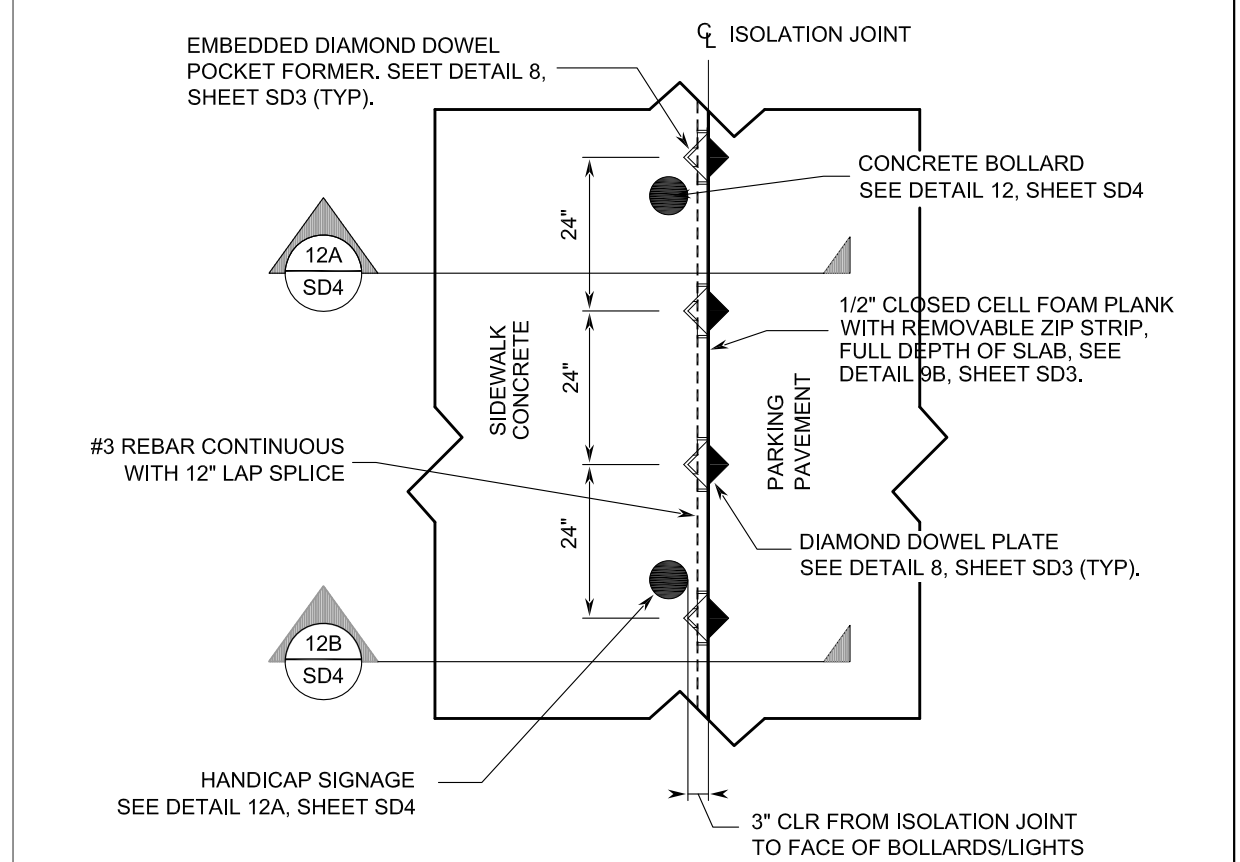 EMBEDDED DIAMOND DOWEL
POCKET FORMER. SEET DETAIL 8,
SHEET SD3 (TYP).
℄ ISOLATION JOINT
CONCRETE BOLLARD
SEE DETAIL 12, SHEET SD4
12A
SD4
24"
1/2" CLOSED CELL FOAM PLANK
WITH REMOVABLE ZIP STRIP,
FULL DEPTH OF SLAB, SEE
DETAIL 9B, SHEET SD3.
SIDEWALK
CONCRETE
24"
PARKING
PAVEMENT
#3 REBAR CONTINUOUS
WITH 12" LAP SPLICE
24"
DIAMOND DOWEL PLATE
SEE DETAIL 8, SHEET SD3 (TYP).
12B
SD4
HANDICAP SIGNAGE
SEE DETAIL 12A, SHEET SD4
3" CLR FROM ISOLATION JOINT
TO FACE OF BOLLARDS/LIGHTS